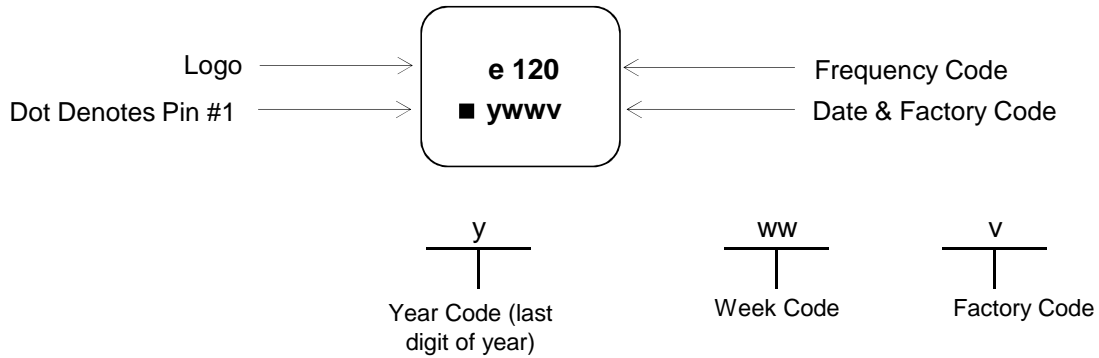 Logo
e 120
Frequency Code
Dot Denotes Pin #1
ywwv
Date & Factory Code
y
ww
v
Year Code (last
digit of year)
Week Code
Factory Code